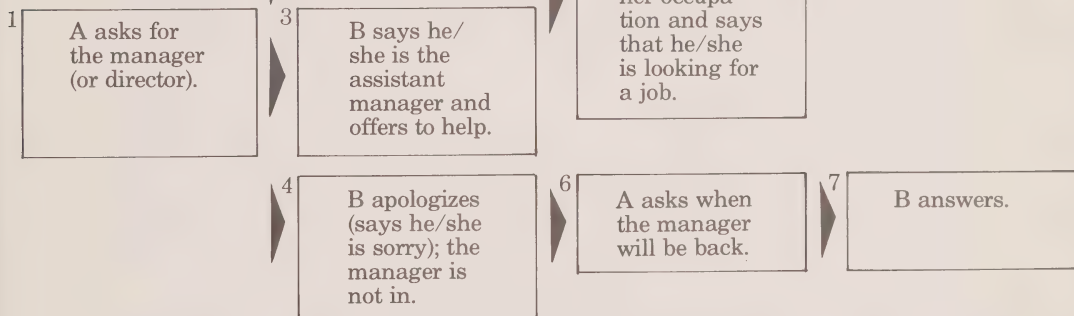 1
A asks for
the manager
(or director).
3
B says he/
she is the
assistant
manager and
offers to help.
her occupa-
tion and says
that he/she
is looking for
a job.
4
B apologizes
(says he/she
is sorry); the
manager is
not in.
6
A asks when
the manager
will be back.
7
B answers.